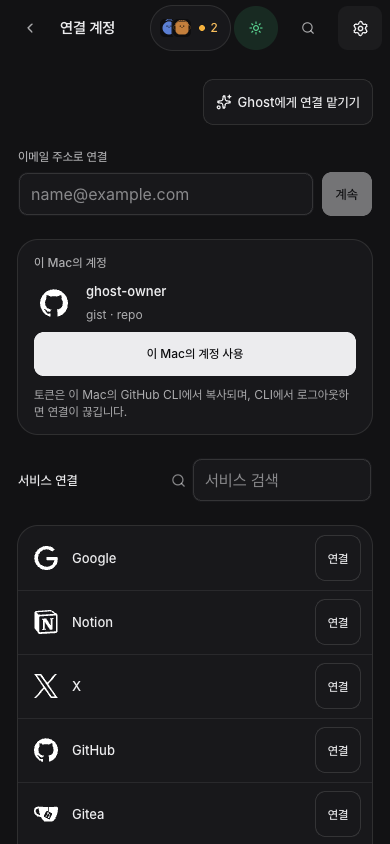 연결 계정
2
Ghost에게 연결 맡기기
이메일 주소로 연결
name@example.com
계속
이 Mac의 계정
ghost-owner
gist · repo
이 Mac의 계정 사용
토큰은 이 Mac의 GitHub CLI에서 복사되며, CLI에서 로그아웃하
면 연결이 끊깁니다.
서비스 연결
서비스 검색
Google
연결
Notion
연결
X
연결
GitHub
연결
Gitea
연결